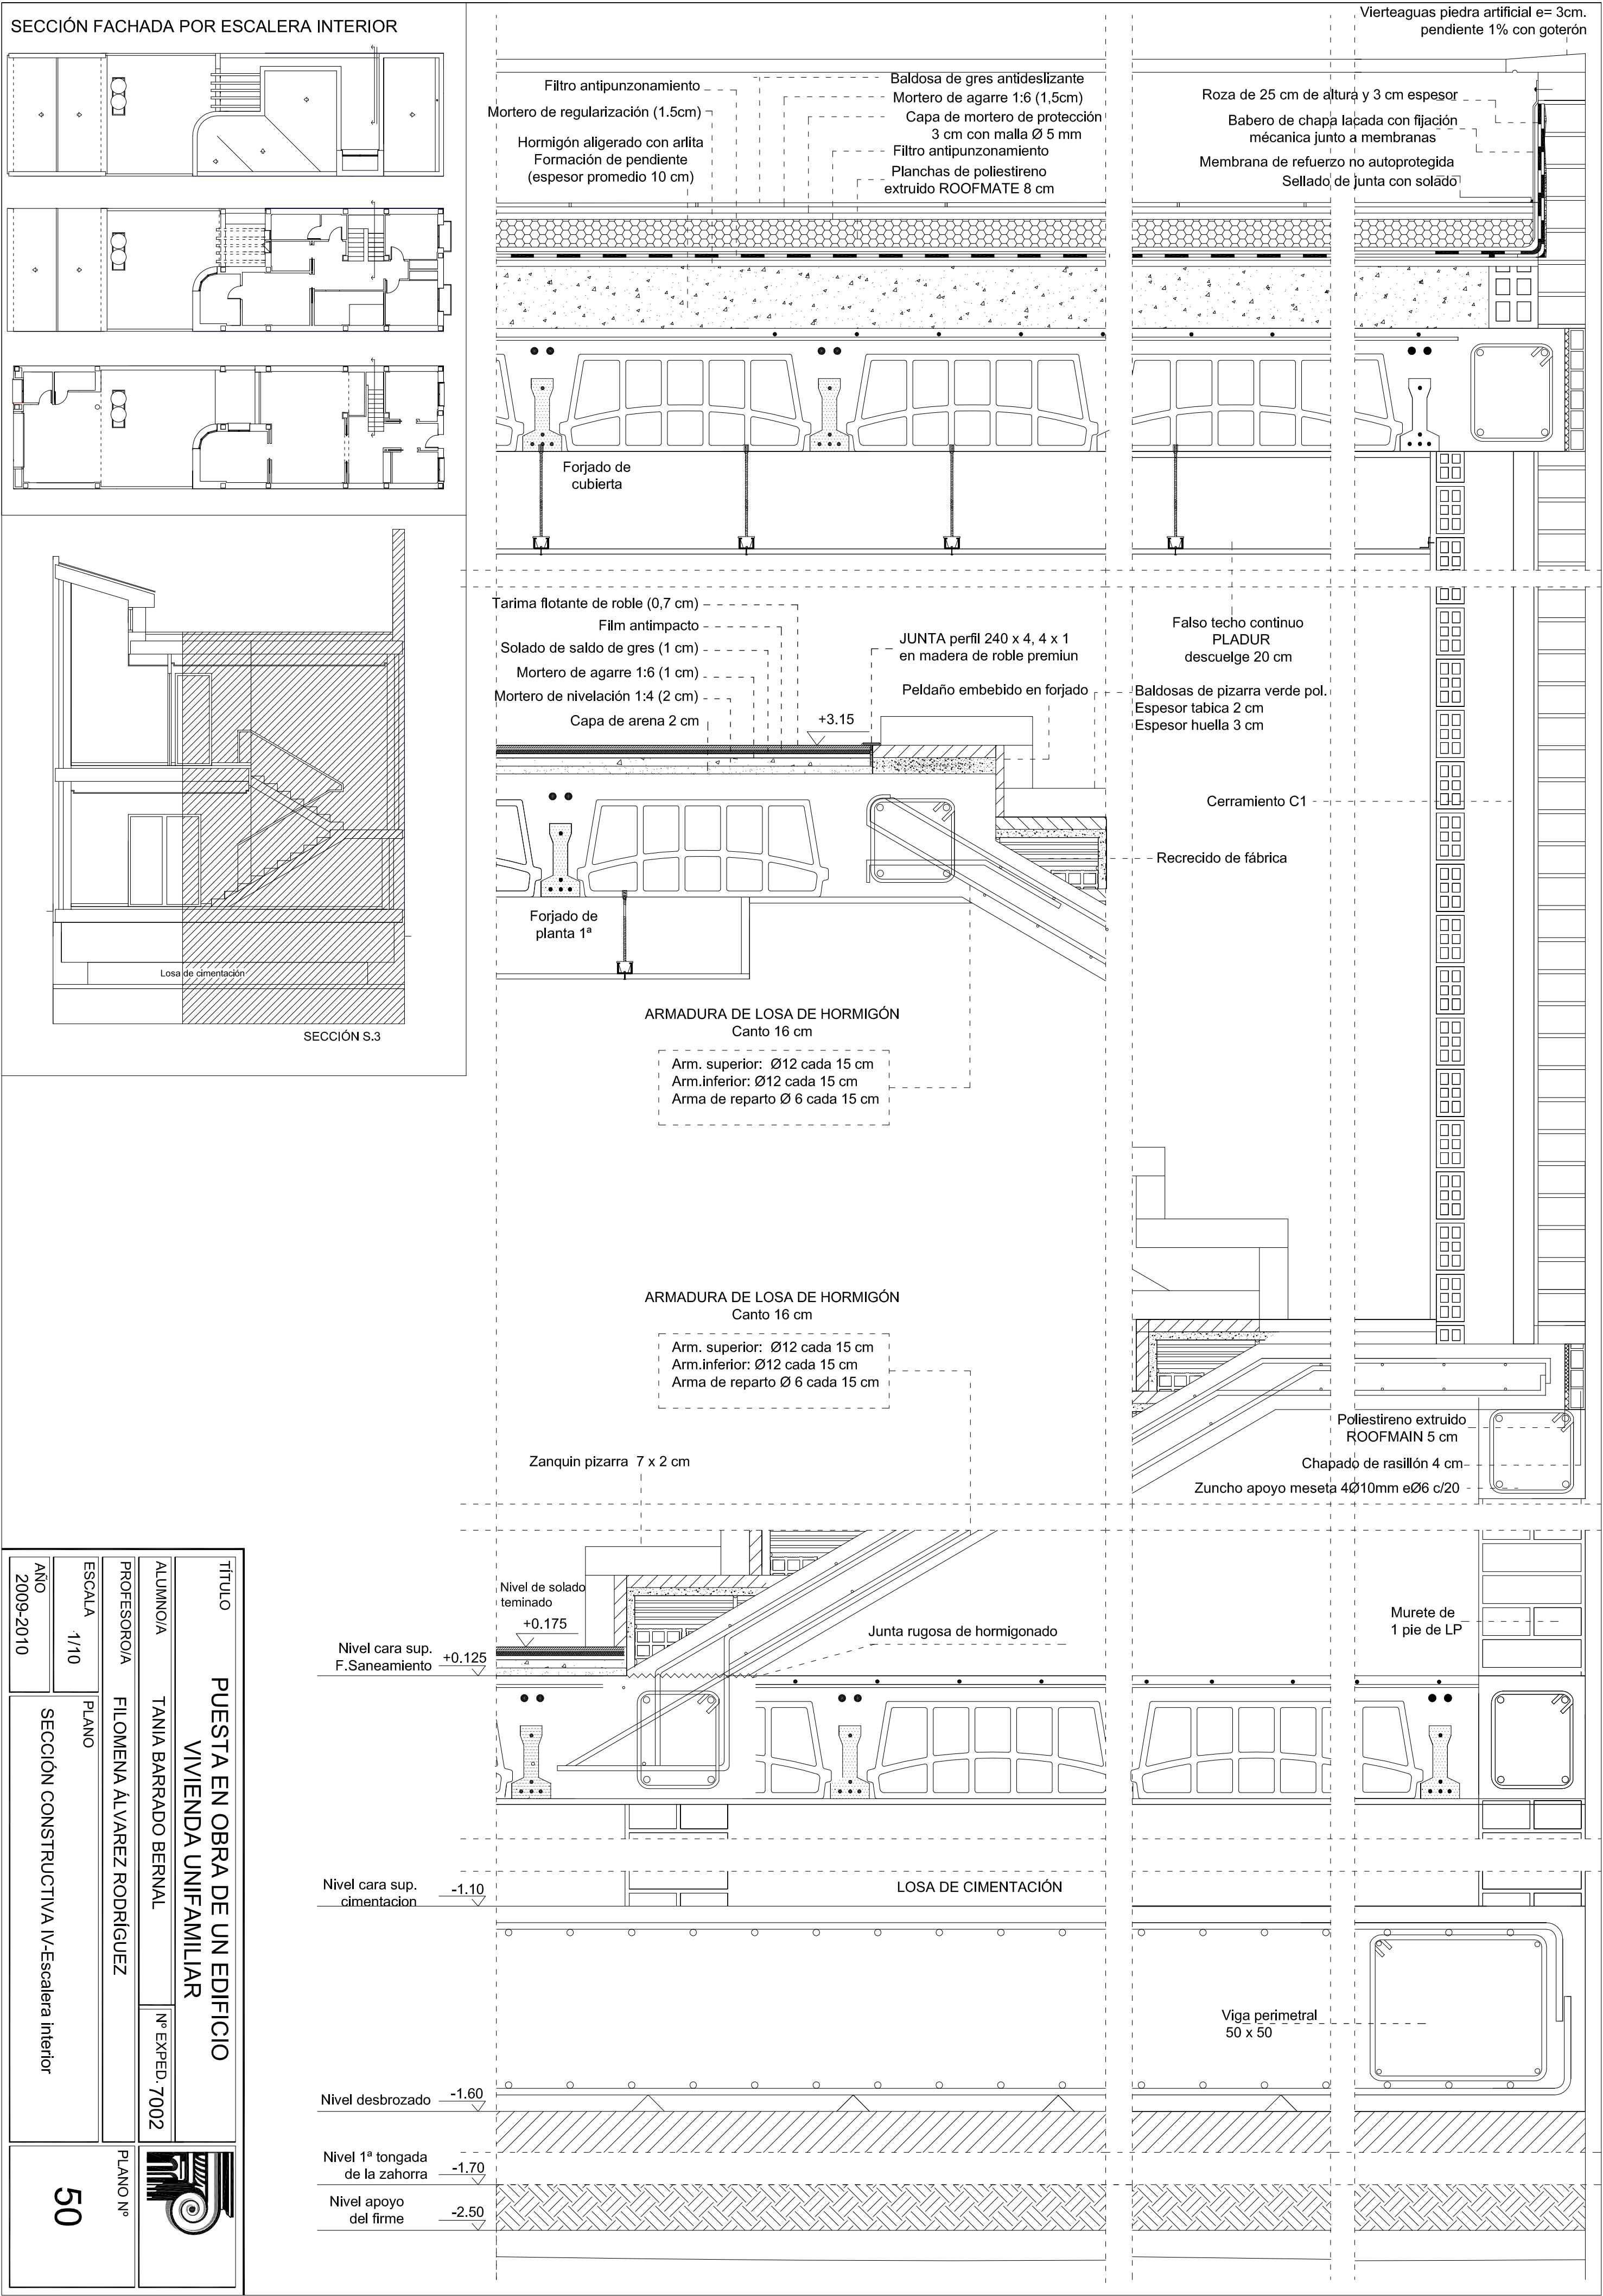 SECCIÓN FACHADA POR ESCALERA INTERIOR
Losa de cimentación
SECCIÓN S.3
Vierteaguas piedra artificial e= 3cm.
pendiente 1% con goterón
Filtro antipunzonamiento
Mortero de regularización (1.5cm)
Hormigón aligerado con arlita
Formación de pendiente
(espesor promedio 10 cm)
Baldosa de gres antideslizante
Mortero de agarre 1:6 (1,5cm)
Capa de mortero de protección
3 cm con malla Ø 5 mm
Filtro antipunzonamiento
Planchas de poliestireno
extruido ROOFMATE 8 cm
Roza de 25 cm de altura y 3 cm espesor
Babero de chapa lacada con fijación
mécanica junto a membranas
Membrana de refuerzo no autoprotegida
Sellado de junta con solado
Forjado de
cubierta
Tarima flotante de roble (0,7 cm)
Film antimpacto
Solado de saldo de gres (1 cm)
Mortero de agarre 1:6 (1 cm)
Mortero de nivelación 1:4 (2 cm)
Capa de arena 2 cm
+3.15
JUNTA perfil 240 x 4, 4 x 1
en madera de roble premiun
Peldaño embebido en forjado
Falso techo continuo
PLADUR
descuelge 20 cm
Baldosas de pizarra verde pol.
Espesor tabica 2 cm
Espesor huella 3 cm
Cerramiento C1
Recrecido de fábrica
Forjado de
planta 1ª
ARMADURA DE LOSA DE HORMIGÓN
Canto 16 cm
Arm. superior: Ø12 cada 15 cm
Arm.inferior: Ø12 cada 15 cm
Arma de reparto Ø 6 cada 15 cm
ARMADURA DE LOSA DE HORMIGÓN
Canto 16 cm
Arm. superior: Ø12 cada 15 cm
Arm.inferior: Ø12 cada 15 cm
Arma de reparto Ø 6 cada 15 cm
Poliestireno extruido
ROOFMAIN 5 cm
Chapado de rasillón 4 cm
Zuncho apoyo meseta 4Ø10mm eØ6 c/20
Zanquin pizarra 7 x 2 cm
Nivel de solado
teminado
+0.175
Nivel cara sup.
F.Saneamiento
+0.125
Junta rugosa de hormigonado
Murete de
1 pie de LP
Nivel cara sup.
cimentacion
-1.10
LOSA DE CIMENTACIÓN
Viga perimetral
50 x 50
Nivel desbrozado
-1.60
Nivel 1ª tongada
de la zahorra
-1.70
Nivel apoyo
del firme
-2.50
TÍTULO
PUESTA EN OBRA DE UN EDIFICIO
VIVIENDA UNIFAMILIAR
ALUMNO/A
TANIA BARRADO BERNAL
Nº EXPED.7002
PROFESORO/A
FILOMENA ÁLVAREZ RODRÍGUEZ
ESCALA
1/10
PLANO
SECCIÓN CONSTRUCTIVA IV-Escalera interior
AÑO
2009-2010
PLANO Nº
50